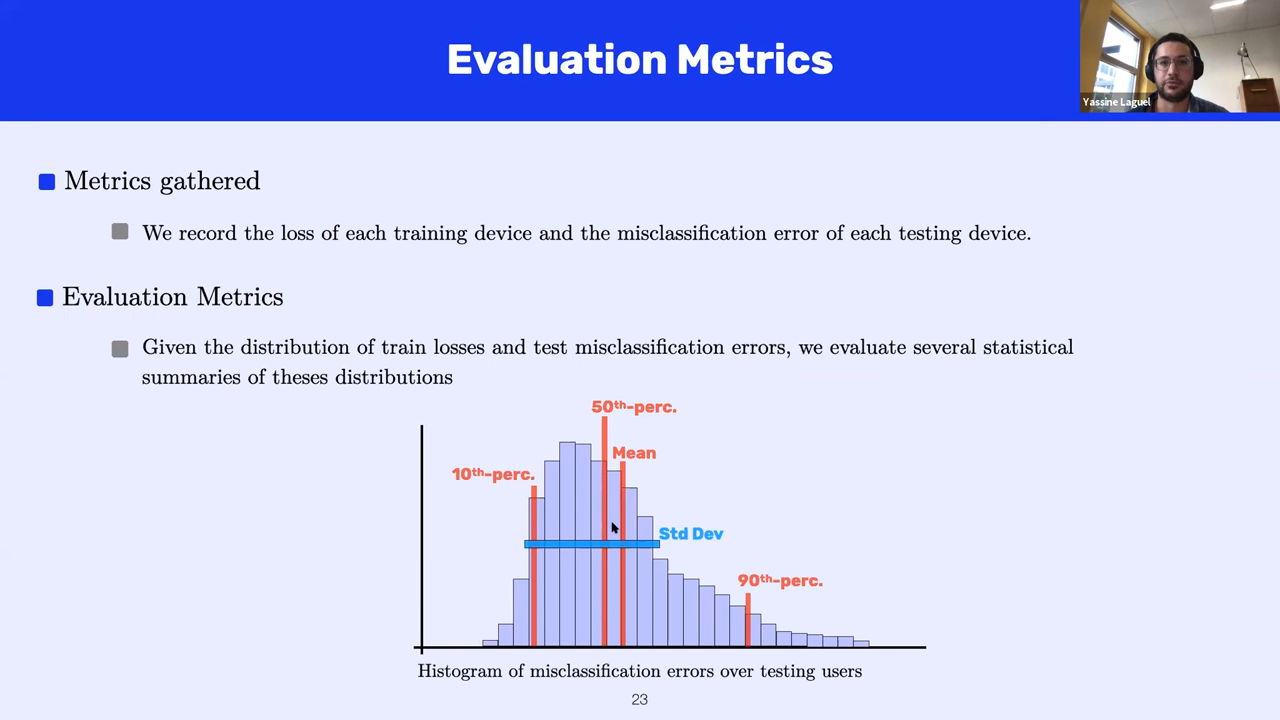 Evaluation Metrics
Yassine Laguel
Metrics gathered
We record the loss of each training device and the misclassification error of each testing device.
Evaluation Metrics
Given the distribution of train losses and test misclassification errors, we evaluate several statistical
summaries of theses distributions
50th-perc.
Mean
10th-perc.
Std Dev
90th-perc.
Histogram of misclassification errors over testing users
23